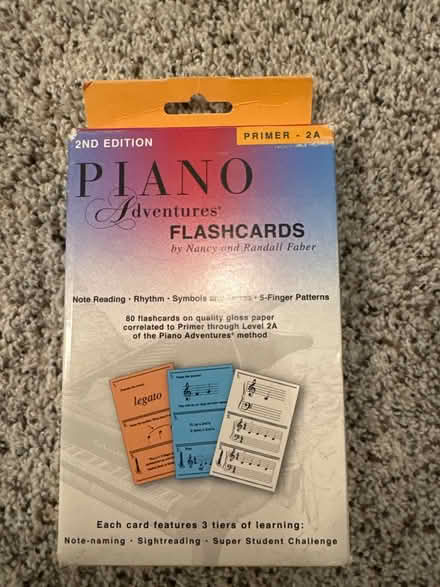 2ND EDITION
PRIMER - 2A
PIANO
Adventures®
FLASHCARDS
by Nancy and Randall Faber
Note Reading • Rhythm • Symbols • 5-Finger Patterns
80 flashcards on quality gloss paper
correlated to Primer through Level 2A
of the Piano Adventures® method
legato
Each card features 3 tiers of learning:
Note-naming • Sightreading • Super Student Challenge